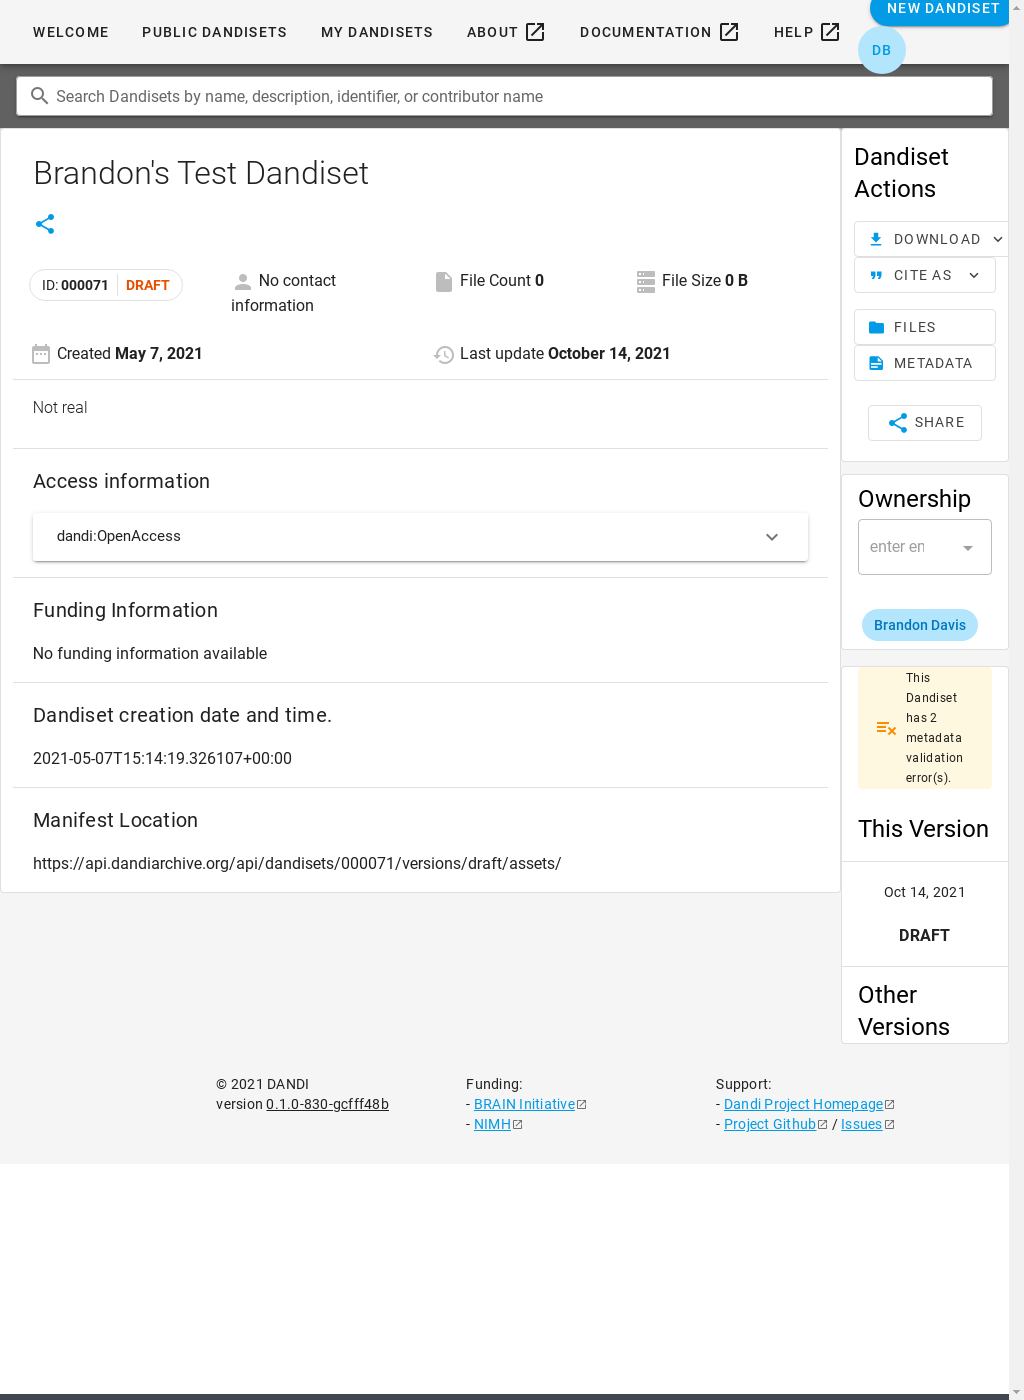 WELCOME PUBLIC DANDISETS MY DANDISETS ABOUT DOCUMENTATION HELP NEW DANDISET
DB
Search Dandisets by name, description, identifier, or contributor name
Brandon's Test Dandiset
ID: 000071 DRAFT
No contact
information
File Count 0
File Size 0 B
Created May 7, 2021
Last update October 14, 2021
Not real
Access information
dandi:OpenAccess
Funding Information
No funding information available
Dandiset creation date and time.
2021-05-07T15:14:19.326107+00:00
Manifest Location
https://api.dandiarchive.org/api/dandisets/000071/versions/draft/assets/
Dandiset
Actions
DOWNLOAD
CITE AS
FILES
METADATA
SHARE
Ownership
enter en
Brandon Davis
This
Dandiset
has 2
metadata
validation
error(s).
This Version
Oct 14, 2021
DRAFT
Other
Versions
© 2021 DANDI
version 0.1.0-830-gcfff48b
Funding:
- BRAIN Initiative
- NIMH
Support:
- Dandi Project Homepage
- Project Github / Issues